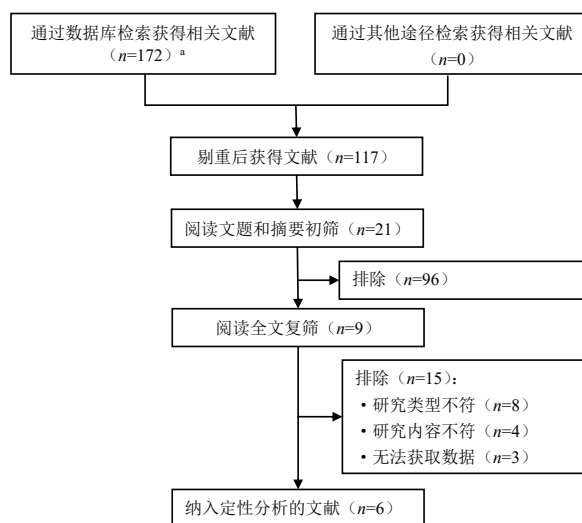 通过数据库检索获得相关文献
（n=172）a
通过其他途径检索获得相关文献
（n=0）
剔重后获得文献（n=117）
阅读文题和摘要初筛（n=21）
排除（n=96）
阅读全文复筛（n=9）
排除（n=15）：
·研究类型不符（n=8）
·研究内容不符（n=4）
·无法获取数据（n=3）
纳入定性分析的文献（n=6）